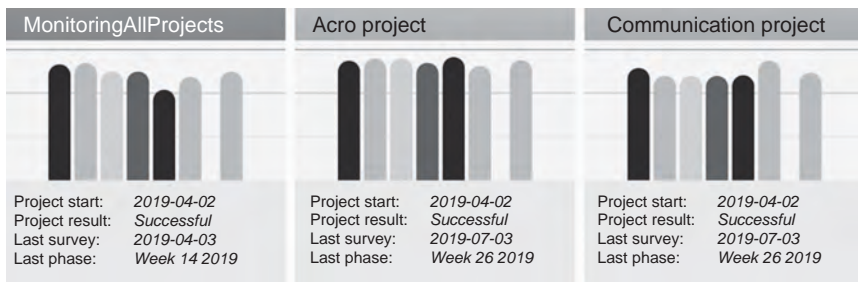 MonitoringAllProjects
Project start: 2019-04-02
Project result: Successful
Last survey: 2019-04-03
Last phase: Week 14 2019
Acro project
Project start: 2019-04-02
Project result: Successful
Last survey: 2019-07-03
Last phase: Week 26 2019
Communication project
Project start: 2019-04-02
Project result: Successful
Last survey: 2019-07-03
Last phase: Week 26 2019